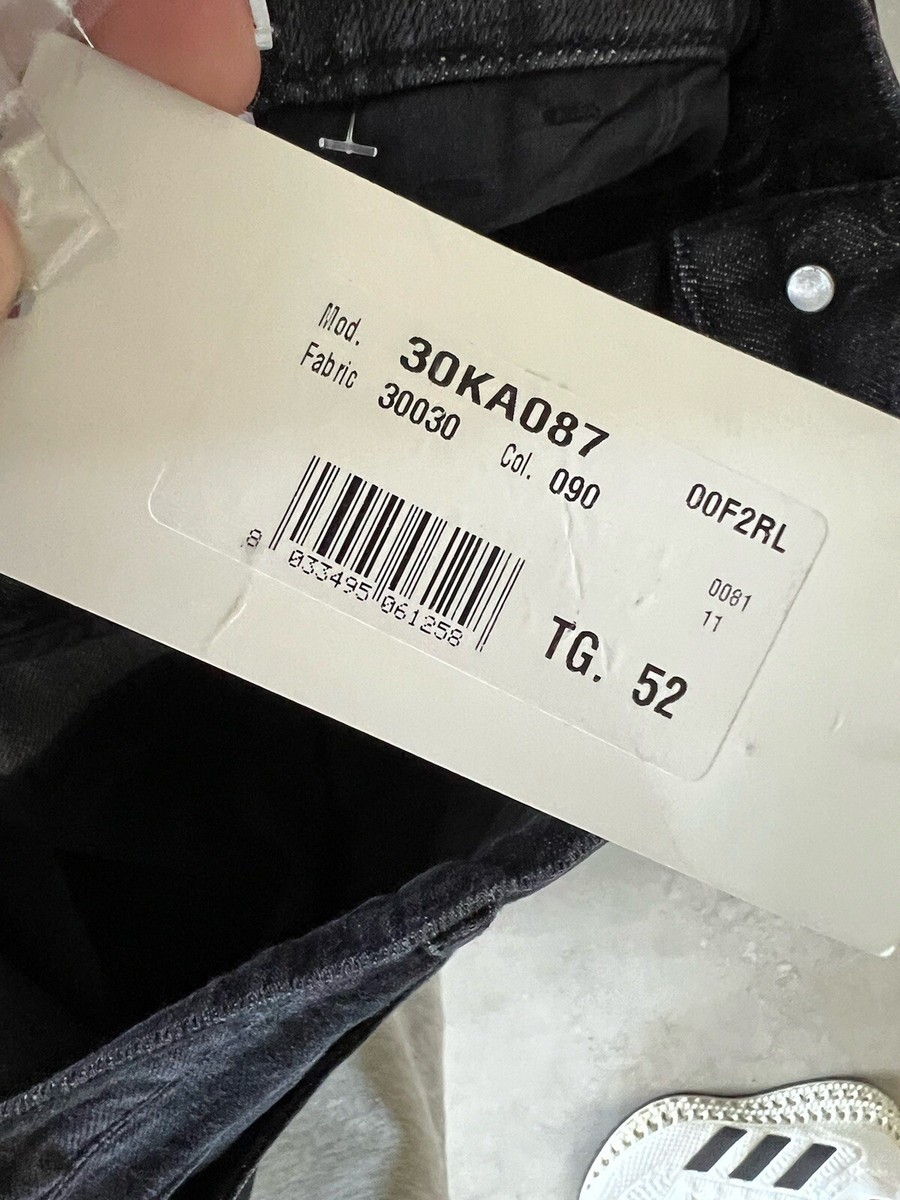 Mod. 30KA087
Fabric 30030 Col. 090 00F2RL
8 033495 061258
0081
11
TG. 52